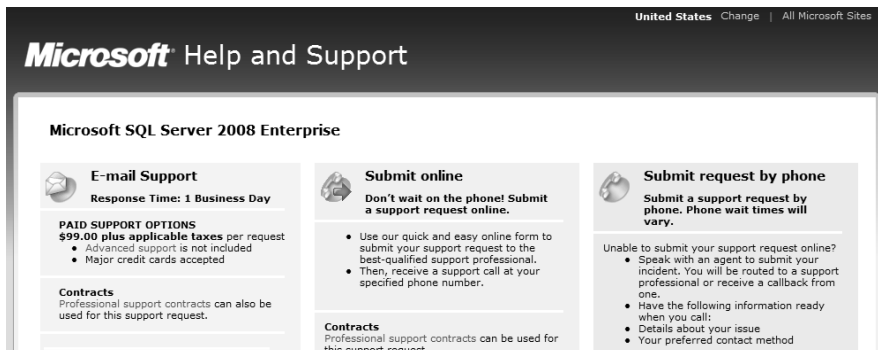 United States Change | All Microsoft Sites
Microsoft® Help and Support
Microsoft SQL Server 2008 Enterprise
E-mail Support
Response Time: 1 Business Day
PAID SUPPORT OPTIONS
$99.00 plus applicable taxes per request
• Advanced support is not included
• Major credit cards accepted
Contracts
Professional support contracts can also be
used for this support request.
Submit online
Don't wait on the phone! Submit
a support request online.
• Use our quick and easy online form to
submit your support request to the
best-qualified support professional.
• Then, receive a support call at your
specified phone number.
Contracts
Professional support contracts can be used for
this support request
Submit request by phone
Submit a support request by
phone. Phone wait times will
vary.
Unable to submit your support request online?
• Speak with an agent to submit your
incident. You will be routed to a support
professional or receive a callback from
one.
• Have the following information ready
when you call:
• Details about your issue
• Your preferred contact method